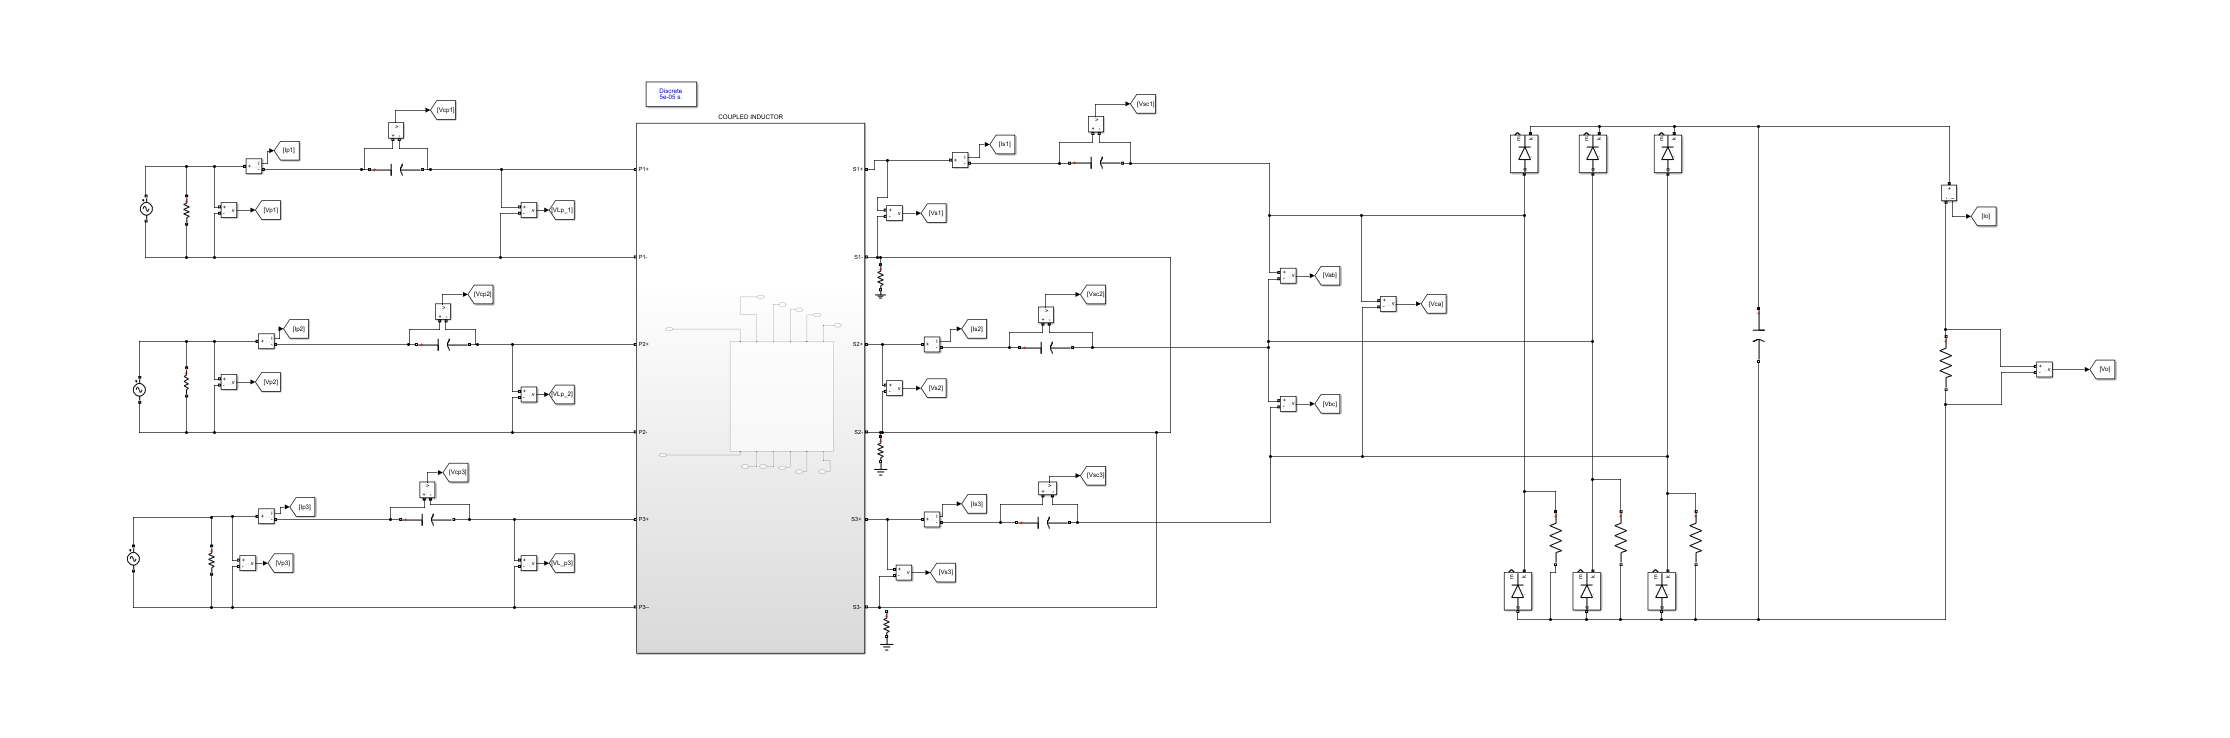 Discrete
5e-05 s.
COUPLED INDUCTOR
[Vcp1]
[Vsc1]
[Ip1]
[Is1]
P1+
S1+
[Vp1]
[VLp_1]
[Vs1]
[Io]
P1-
S1-
[Vab]
[Vcp2]
[Vsc2]
[Vca]
[Ip2]
[Is2]
P2+
S2+
[Vo]
[Vp2]
[VLp_2]
[Vs2]
[Vbc]
P2-
S2-
[Vcp3]
[Vsc3]
[Ip3]
[Is3]
P3+
S3+
[Vp3]
[VL_p3]
[Vs3]
P3--
S3-